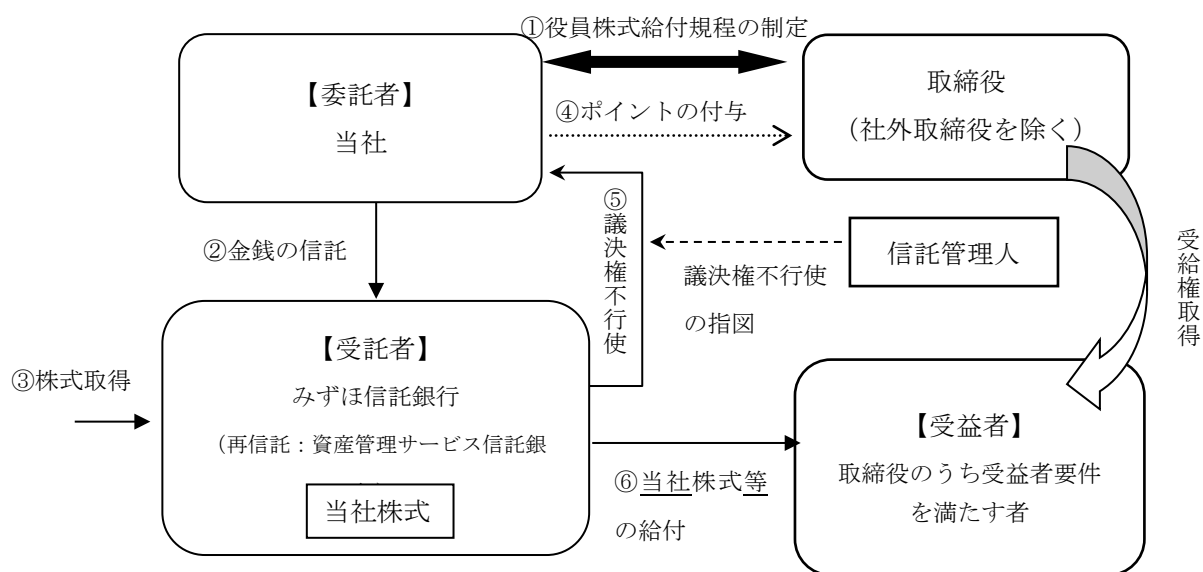 ①役員株式給付規程の制定
【委託者】
当社
④ポイントの付与
取締役
(社外取締役を除く)
②金銭の信託
⑤議決権不行使
議決権不行使
の指図
信託管理人
受給権取得
③株式取得
【受託者】
みずほ信託銀行
(再信託:資産管理サービス信託銀
当社株式
⑥当社株式等
の給付
【受益者】
取締役のうち受益者要件
を満たす者